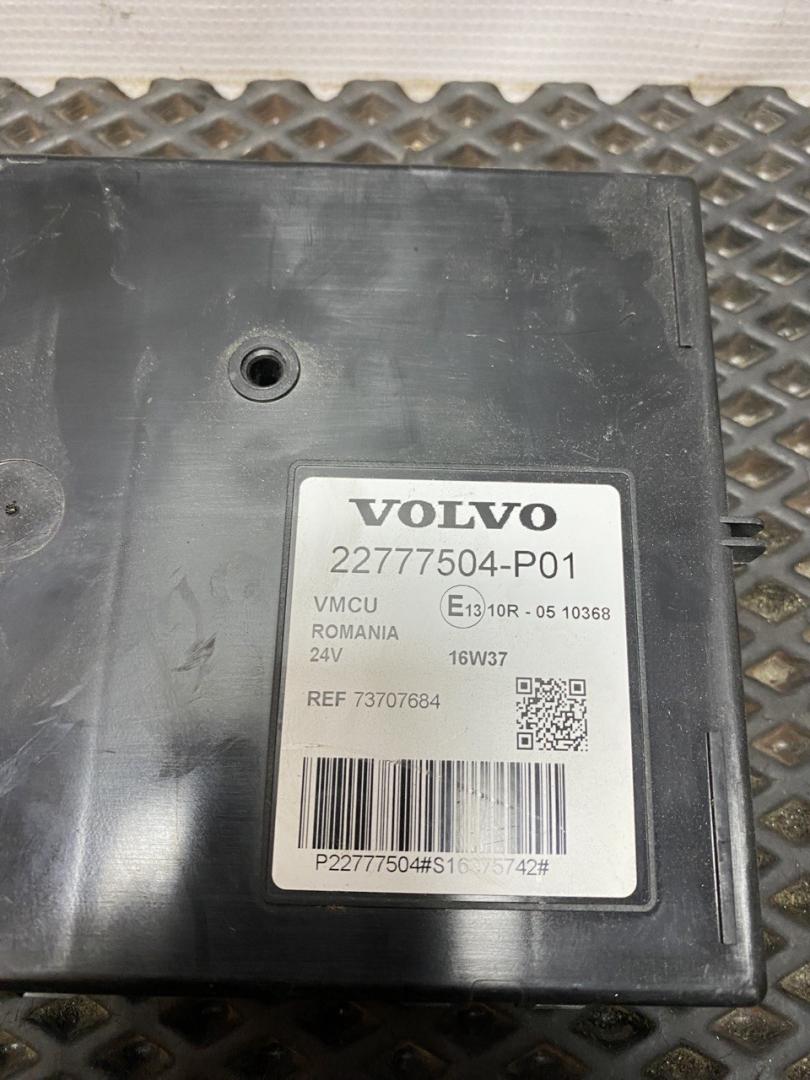 VOLVO
22777504-P01
VMCU E13 10R - 05 10368
ROMANIA
24V 16W37
REF 73707684